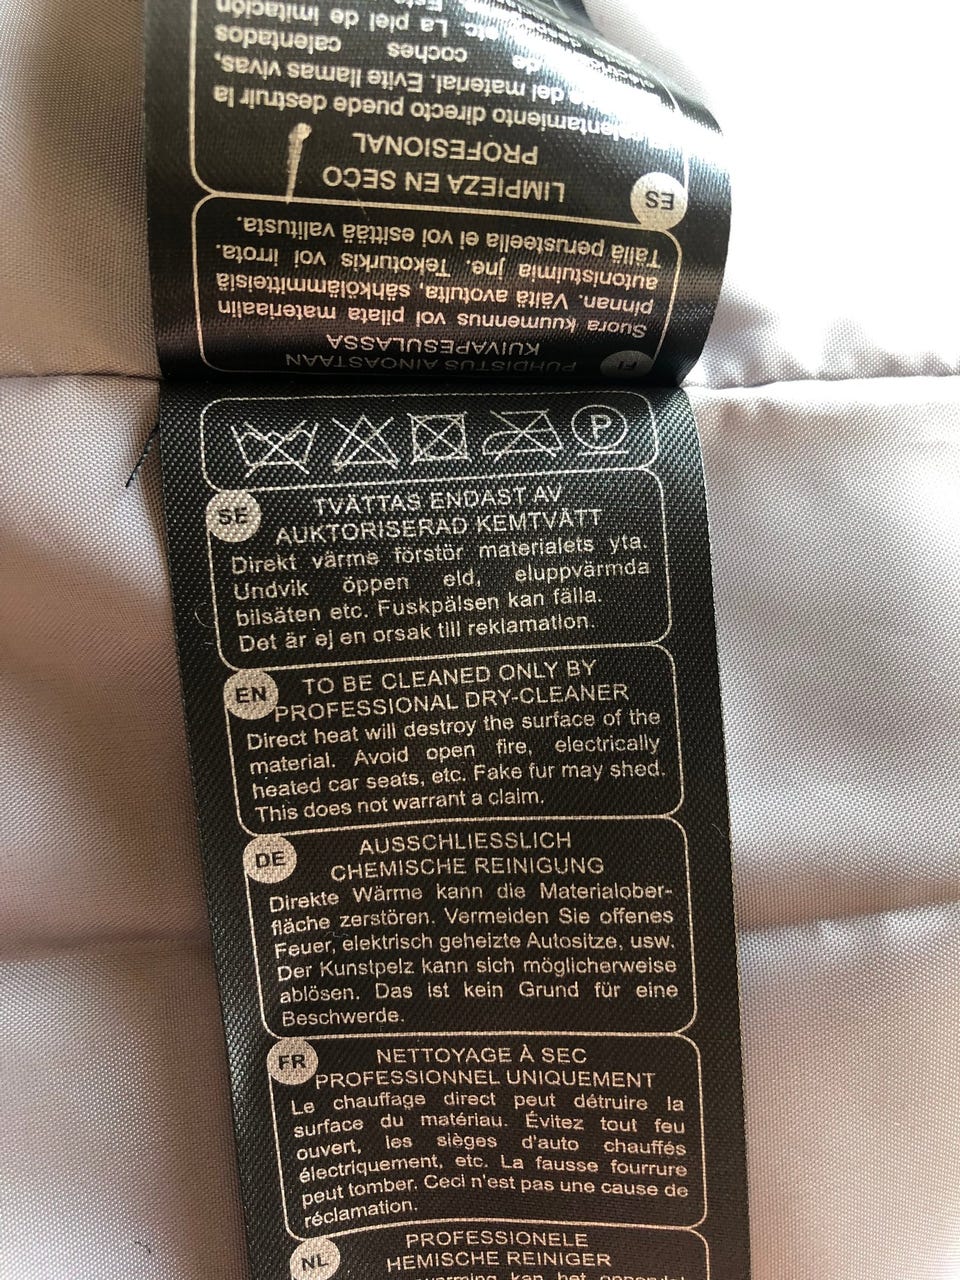 ES
LIMPIEZA EN SECO
PROFESIONAL
directo puede destruir la
del material. Evite llamas vivas,
coches calentados
etc. La piel de imitación
FI
PUHDISTUS AINOASTAAN
KUIVAPESULASSA
Suora kuumennus voi pilata materiaalin
pinnan. Vältä avotulta, sähkölämmitteisiä
autonistuimia jne. Tekoturkis voi irrota.
Tällä perusteella ei voi esittää valitusta.
P
SE
TVÄTTAS ENDAST AV
AUKTORISERAD KEMTVÄTT
Direkt värme förstör materialets yta.
Undvik öppen eld, eluppvärmda
bilsäten etc. Fuskpälsen kan fälla.
Det är ej en orsak till reklamation.
EN
TO BE CLEANED ONLY BY
PROFESSIONAL DRY-CLEANER
Direct heat will destroy the surface of the
material. Avoid open fire, electrically
heated car seats, etc. Fake fur may shed.
This does not warrant a claim.
DE
AUSSCHLIESSLICH
CHEMISCHE REINIGUNG
Direkte Wärme kann die Materialober-
fläche zerstören. Vermeiden Sie offenes
Feuer, elektrisch geheizte Autositze, usw.
Der Kunstpelz kann sich möglicherweise
ablösen. Das ist kein Grund für eine
Beschwerde.
FR
NETTOYAGE À SEC
PROFESSIONNEL UNIQUEMENT
Le chauffage direct peut détruire la
surface du matériau. Évitez tout feu
ouvert, les sièges d'auto chauffés
électriquement, etc. La fausse fourrure
peut tomber. Ceci n'est pas une cause de
réclamation.
NL
PROFESSIONELE
HEMISCHE REINIGER
kan het